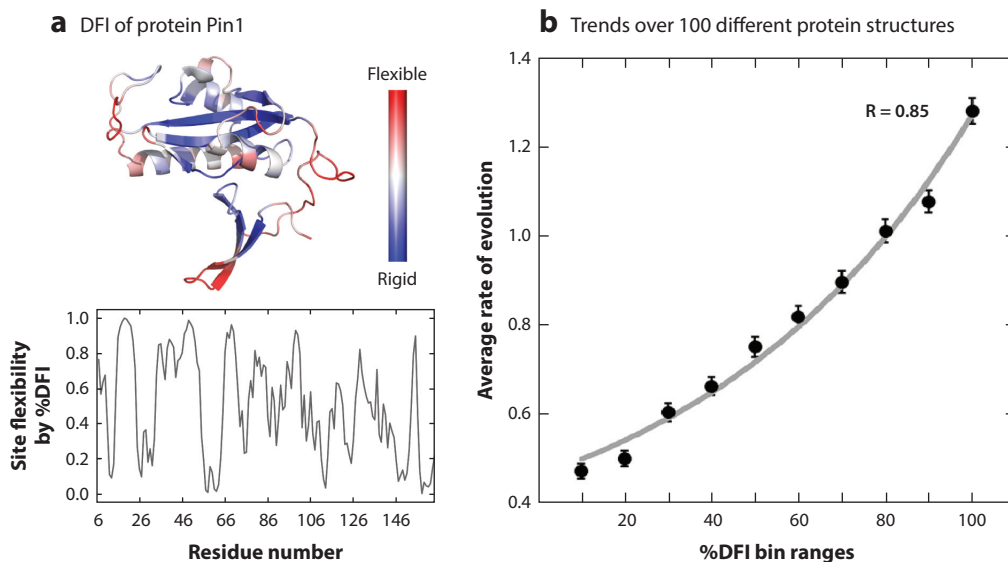 a DFI of protein Pin1
Flexible
Rigid
Site flexibility
by %DFI
1.0
0.8
0.6
0.4
0.2
0.0
6 26 46 66 86 106 126 146
Residue number
b Trends over 100 different protein structures
R = 0.85
Average rate of evolution
1.4
1.2
1.0
0.8
0.6
0.4
20 40 60 80 100
%DFI bin ranges